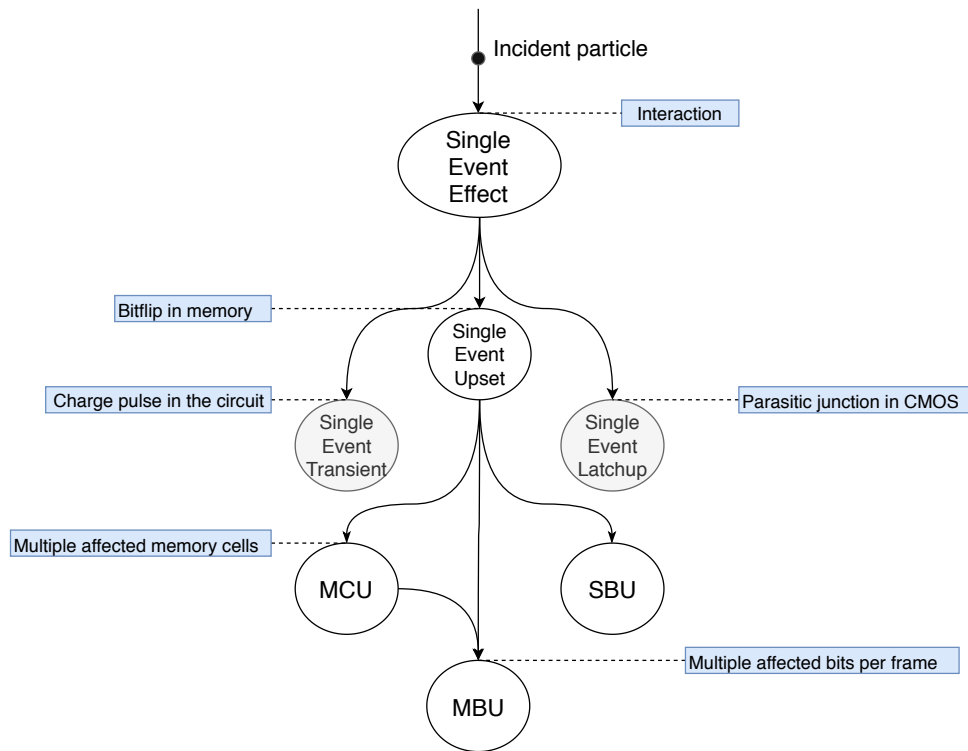 Incident particle
Interaction
Single
Event
Effect
Bitflip in memory
Single
Event
Upset
Charge pulse in the circuit
Parasitic junction in CMOS
Single
Event
Transient
Single
Event
Latchup
Multiple affected memory cells
MCU
SBU
Multiple affected bits per frame
MBU